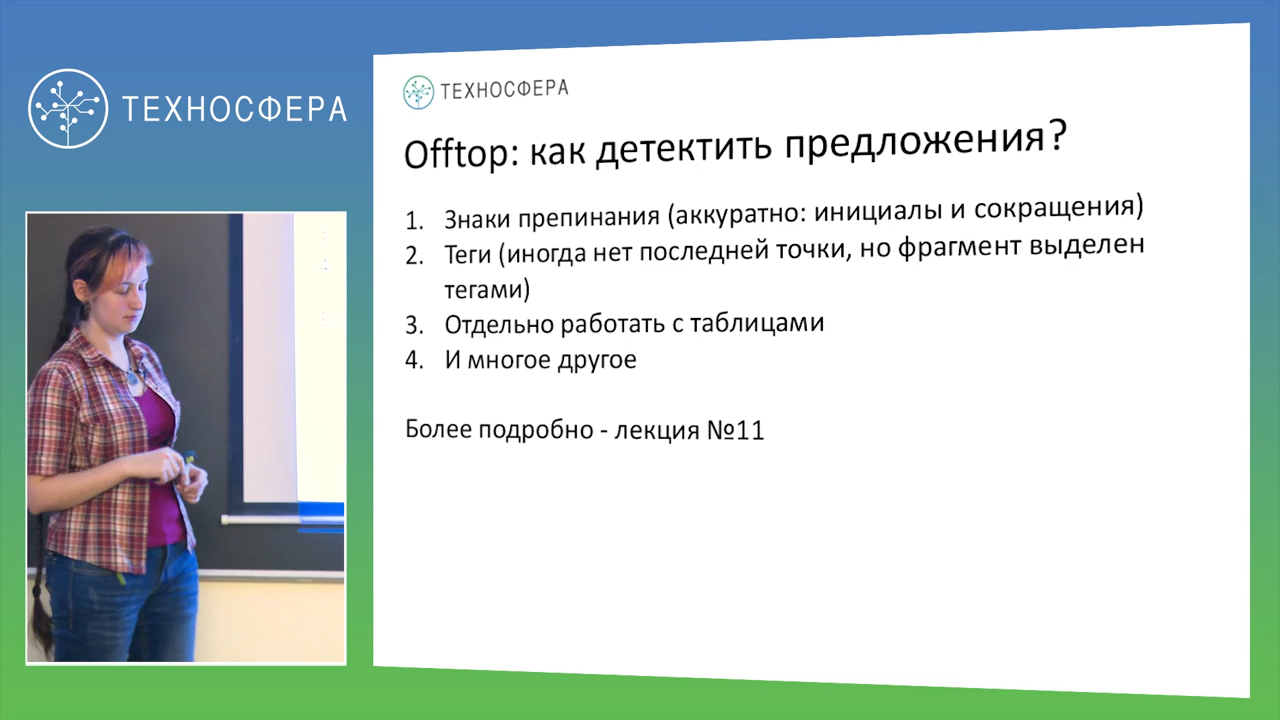 ТЕХНОСФЕРА
ТЕХНОСФЕРА
Offtop: как детектить предложения?
1. Знаки препинания (аккуратно: инициалы и сокращения)
2. Теги (иногда нет последней точки, но фрагмент выделен
тегами)
3. Отдельно работать с таблицами
4. И многое другое
Более подробно - лекция №11